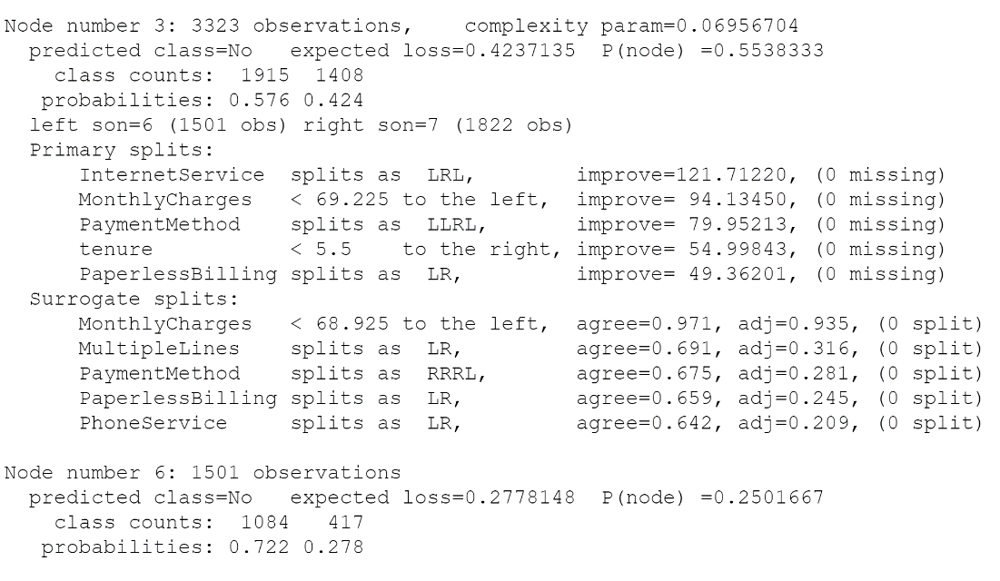 Node number 3: 3323 observations,    complexity param=0.06956704
  predicted class=No   expected loss=0.4237135  P(node) =0.5538333
    class counts:  1915  1408
   probabilities: 0.576 0.424
  left son=6 (1501 obs) right son=7 (1822 obs)
  Primary splits:
      InternetService  splits as  LRL,         improve=121.71220, (0 missing)
      MonthlyCharges   < 69.225 to the left,  improve= 94.13450, (0 missing)
      PaymentMethod    splits as  LLRL,        improve= 79.95213, (0 missing)
      tenure           < 5.5    to the right, improve= 54.99843, (0 missing)
      PaperlessBilling splits as  LR,          improve= 49.36201, (0 missing)
  Surrogate splits:
      MonthlyCharges   < 68.925 to the left,  agree=0.971, adj=0.935, (0 split)
      MultipleLines    splits as  LR,          agree=0.691, adj=0.316, (0 split)
      PaymentMethod    splits as  RRRL,        agree=0.675, adj=0.281, (0 split)
      PaperlessBilling splits as  LR,          agree=0.659, adj=0.245, (0 split)
      PhoneService     splits as  LR,          agree=0.642, adj=0.209, (0 split)

Node number 6: 1501 observations
  predicted class=No   expected loss=0.2778148  P(node) =0.2501667
    class counts:  1084   417
   probabilities: 0.722 0.278